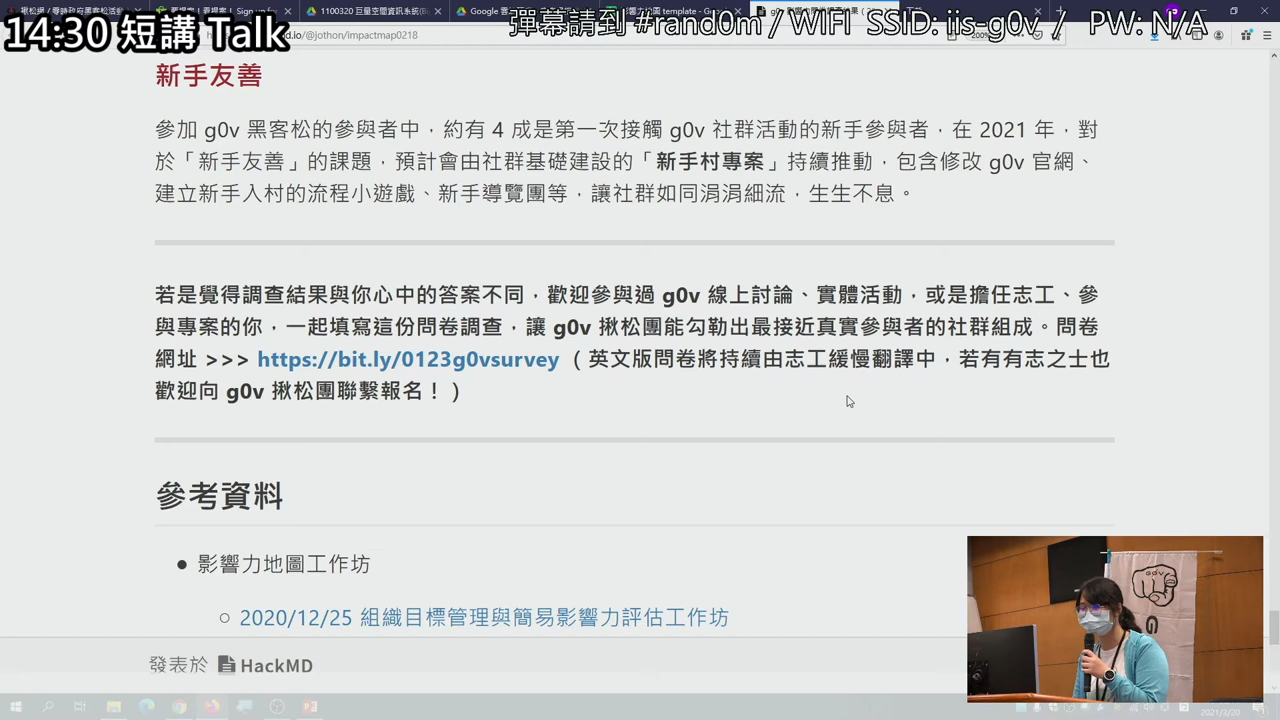 14:30 短講 Talk
彈幕請到 #rand0m / WIFI SSID: iis-g0v / PW: N/A
/@jothon/impactmap0218
新手友善
參加 g0v 黑客松的參與者中，約有 4 成是第一次接觸 g0v 社群活動的新手參與者，在 2021 年，對
於「新手友善」的課題，預計會由社群基礎建設的「新手村專案」持續推動，包含修改 g0v 官網、
建立新手入村的流程小遊戲、新手導覽團等，讓社群如同涓涓細流，生生不息。
若是覺得調查結果與你心中的答案不同，歡迎參與過 g0v 線上討論、實體活動，或是擔任志工、參
與專案的你，一起填寫這份問卷調查，讓 g0v 揪松團能勾勒出最接近真實參與者的社群組成。問卷
網址 >>> https://bit.ly/0123g0vsurvey （英文版問卷將持續由志工緩慢翻譯中，若有有志之士也
歡迎向 g0v 揪松團聯繫報名！）
參考資料
影響力地圖工作坊
2020/12/25 組織目標管理與簡易影響力評估工作坊
發表於 HackMD
2021/3/20